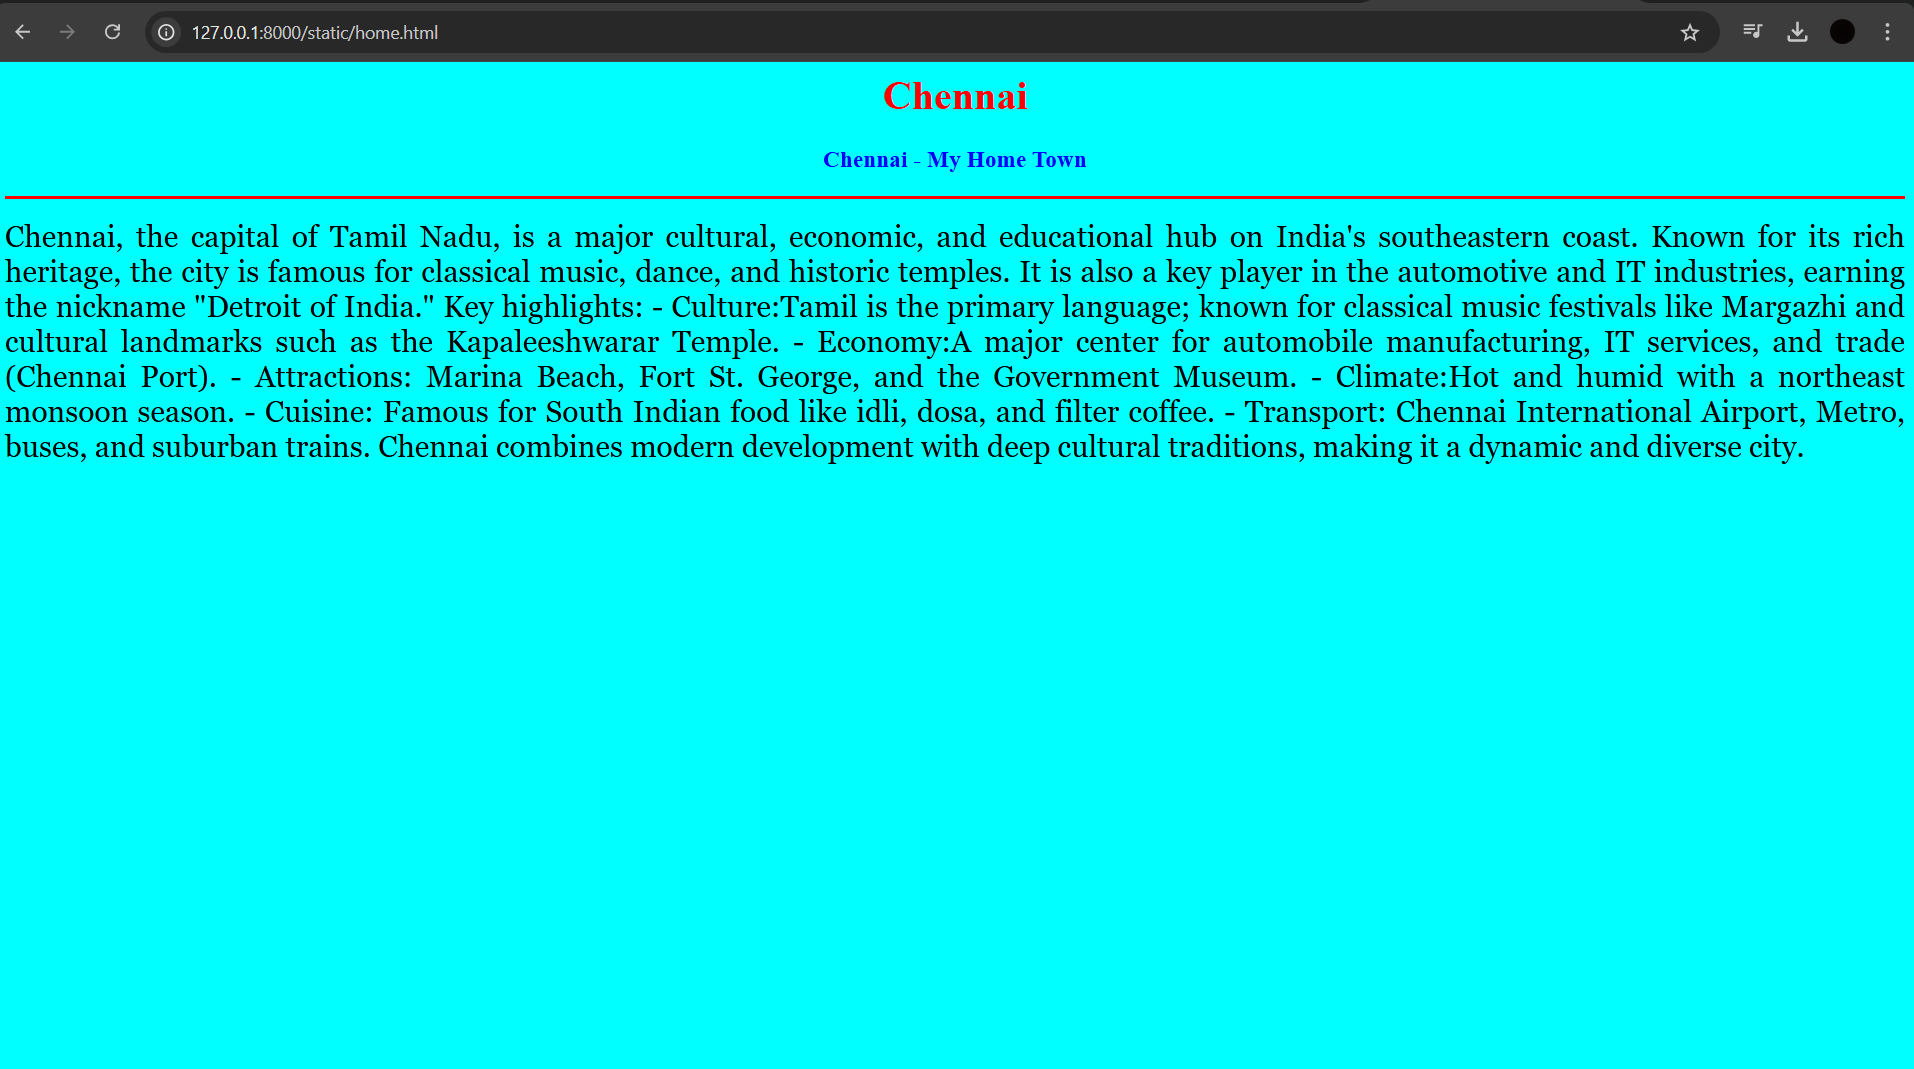 127.0.0.1:8000/static/home.html
Chennai
Chennai - My Home Town
Chennai, the capital of Tamil Nadu, is a major cultural, economic, and educational hub on India's southeastern coast. Known for its rich
heritage, the city is famous for classical music, dance, and historic temples. It is also a key player in the automotive and IT industries, earning
the nickname "Detroit of India." Key highlights: - Culture:Tamil is the primary language; known for classical music festivals like Margazhi and
cultural landmarks such as the Kapaleeshwarar Temple. - Economy:A major center for automobile manufacturing, IT services, and trade
(Chennai Port). - Attractions: Marina Beach, Fort St. George, and the Government Museum. - Climate:Hot and humid with a northeast
monsoon season. - Cuisine: Famous for South Indian food like idli, dosa, and filter coffee. - Transport: Chennai International Airport, Metro,
buses, and suburban trains. Chennai combines modern development with deep cultural traditions, making it a dynamic and diverse city.